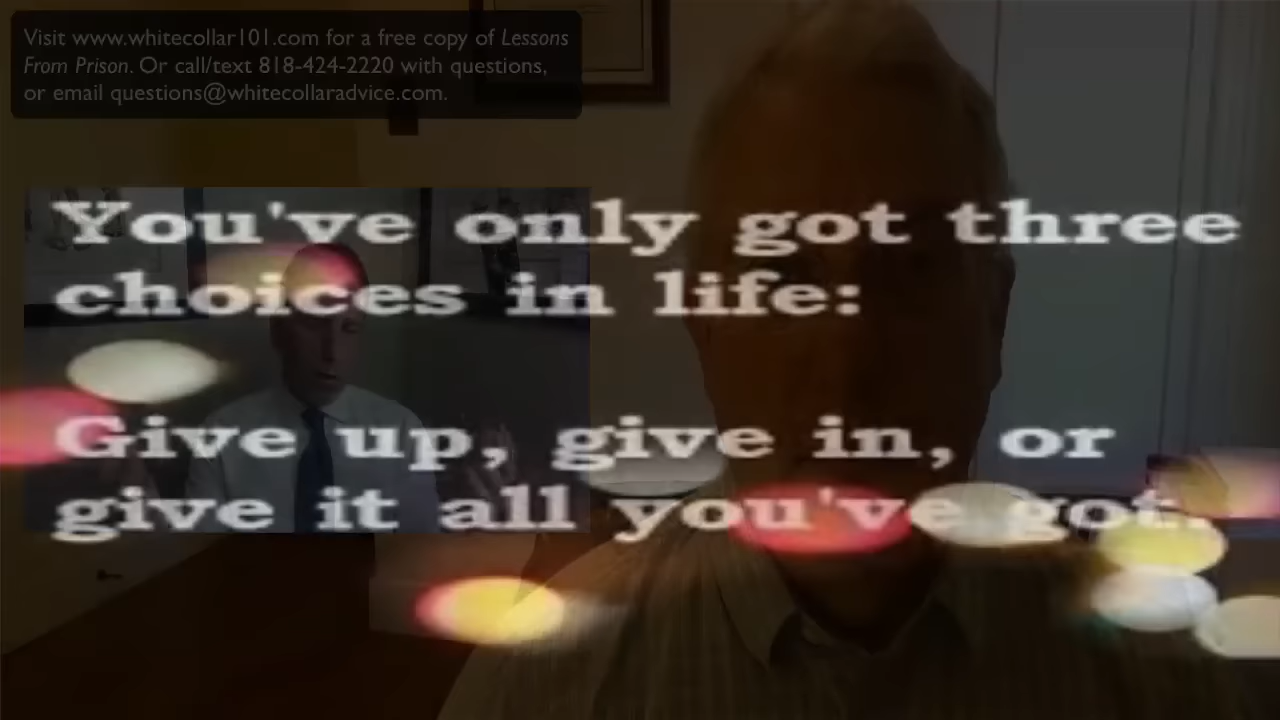 Visit www.whitecollar101.com for a free copy of Lessons
From Prison. Or call/text 818-424-2220 with questions,
or email questions@whitecollaradvice.com.
You've only got three
choices in life:
Give up, give in, or
give it all you've got.